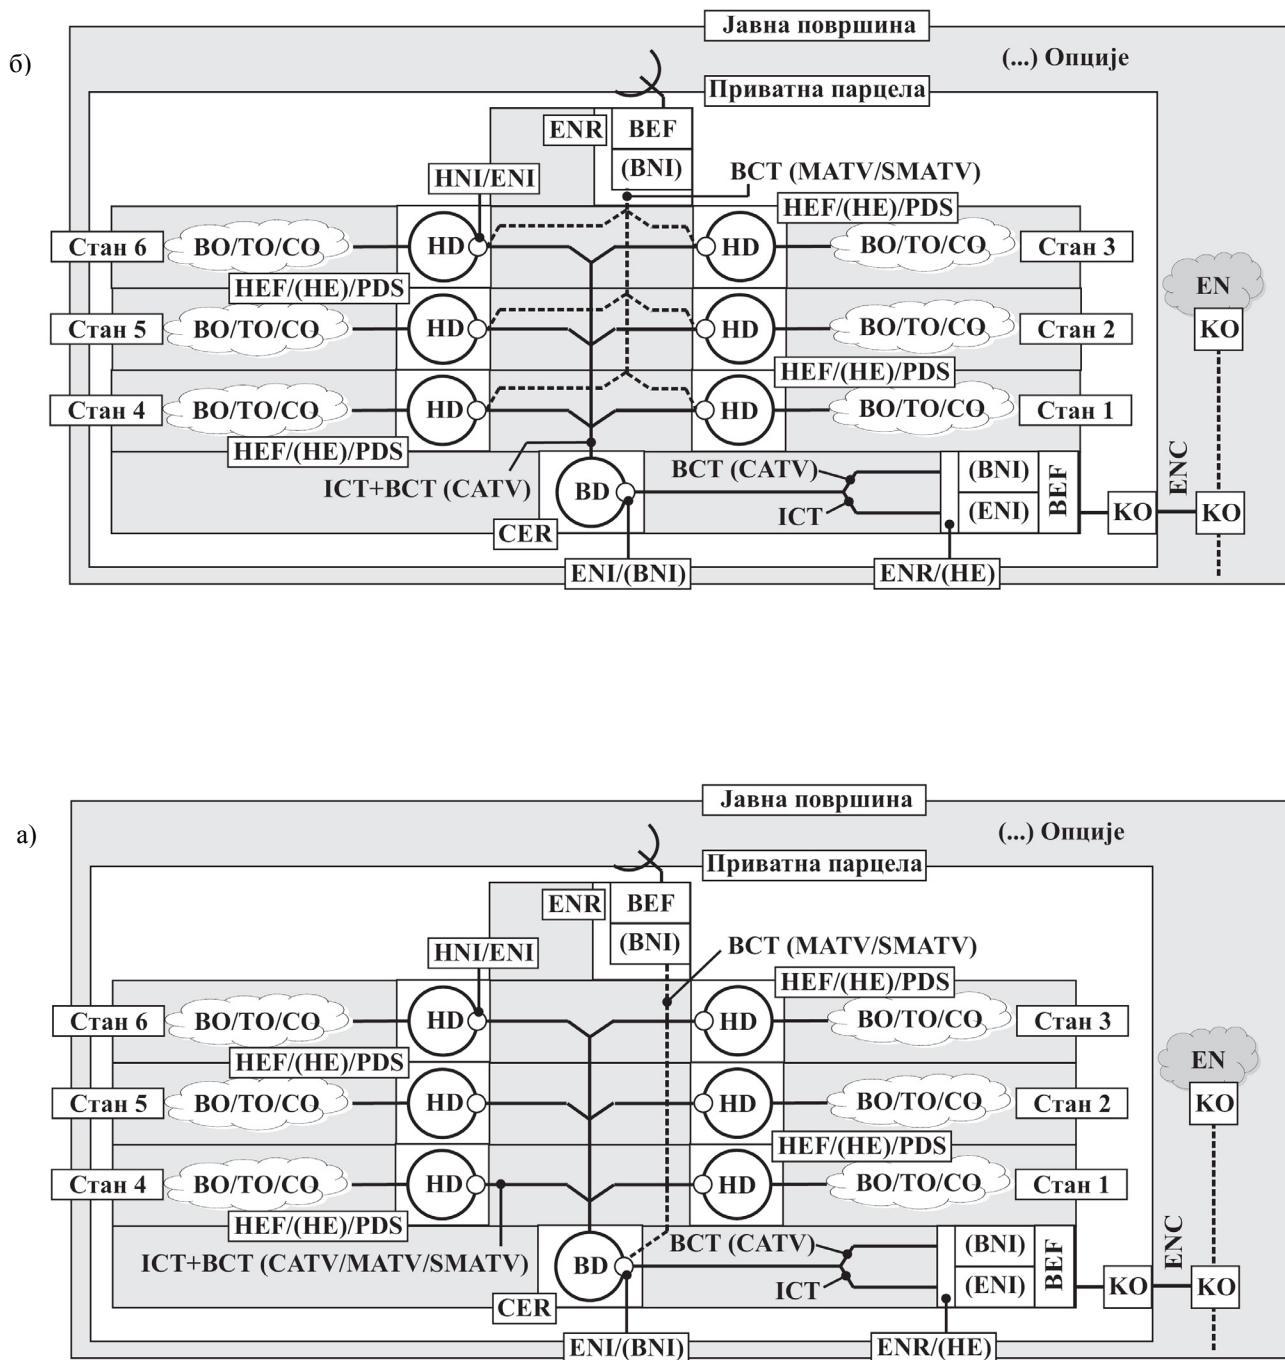 Јавна површина
б)
(...) Опције
Приватна парцела
ENR
BEF
(BNI)
BCT (MATV/SMATV)
HNI/ENI
HEF/(HE)/PDS
Стан 6
BO/TO/CO
HD
HD
BO/TO/CO
Стан 3
HEF/(HE)/PDS
EN
KO
Стан 5
BO/TO/CO
HD
HD
BO/TO/CO
Стан 2
HEF/(HE)/PDS
Стан 4
BO/TO/CO
HD
HD
BO/TO/CO
Стан 1
HEF/(HE)/PDS
ICT+BCT (CATV)
BD
BCT (CATV)
ICT
(BNI)
(ENI)
BEF
ENC
KO
KO
CER
ENI/(BNI)
ENR/(HE)
Јавна површина
а)
(...) Опције
Приватна парцела
ENR
BEF
(BNI)
BCT (MATV/SMATV)
HNI/ENI
HEF/(HE)/PDS
Стан 6
BO/TO/CO
HD
HD
BO/TO/CO
Стан 3
HEF/(HE)/PDS
EN
KO
Стан 5
BO/TO/CO
HD
HD
BO/TO/CO
Стан 2
HEF/(HE)/PDS
Стан 4
BO/TO/CO
HD
HD
BO/TO/CO
Стан 1
HEF/(HE)/PDS
ICT+BCT (CATV/MATV/SMATV)
BD
BCT (CATV)
ICT
(BNI)
(ENI)
BEF
ENC
KO
KO
CER
ENI/(BNI)
ENR/(HE)